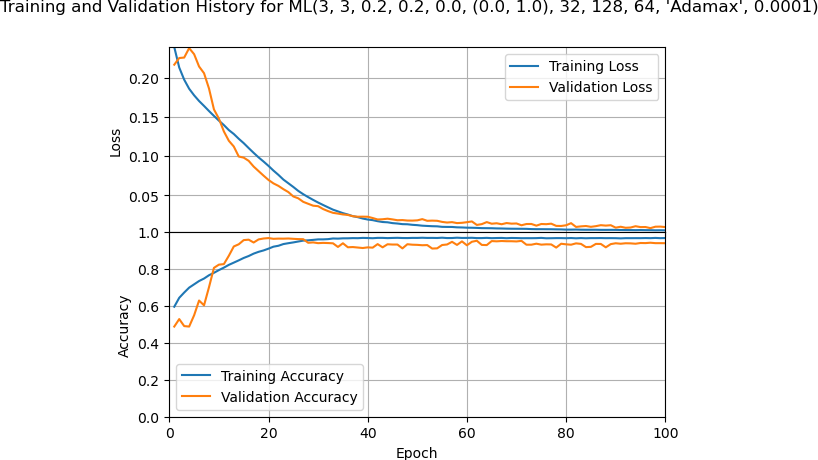 Training and Validation History for ML(3, 3, 0.2, 0.2, 0.0, (0.0, 1.0), 32, 128, 64, 'Adamax', 0.0001)
Training Loss
Validation Loss
0.20
0.15
0.10
0.05
Loss
1.0
0.8
0.6
0.4
0.2
0.0
Accuracy
Training Accuracy
Validation Accuracy
0 20 40 60 80 100
Epoch